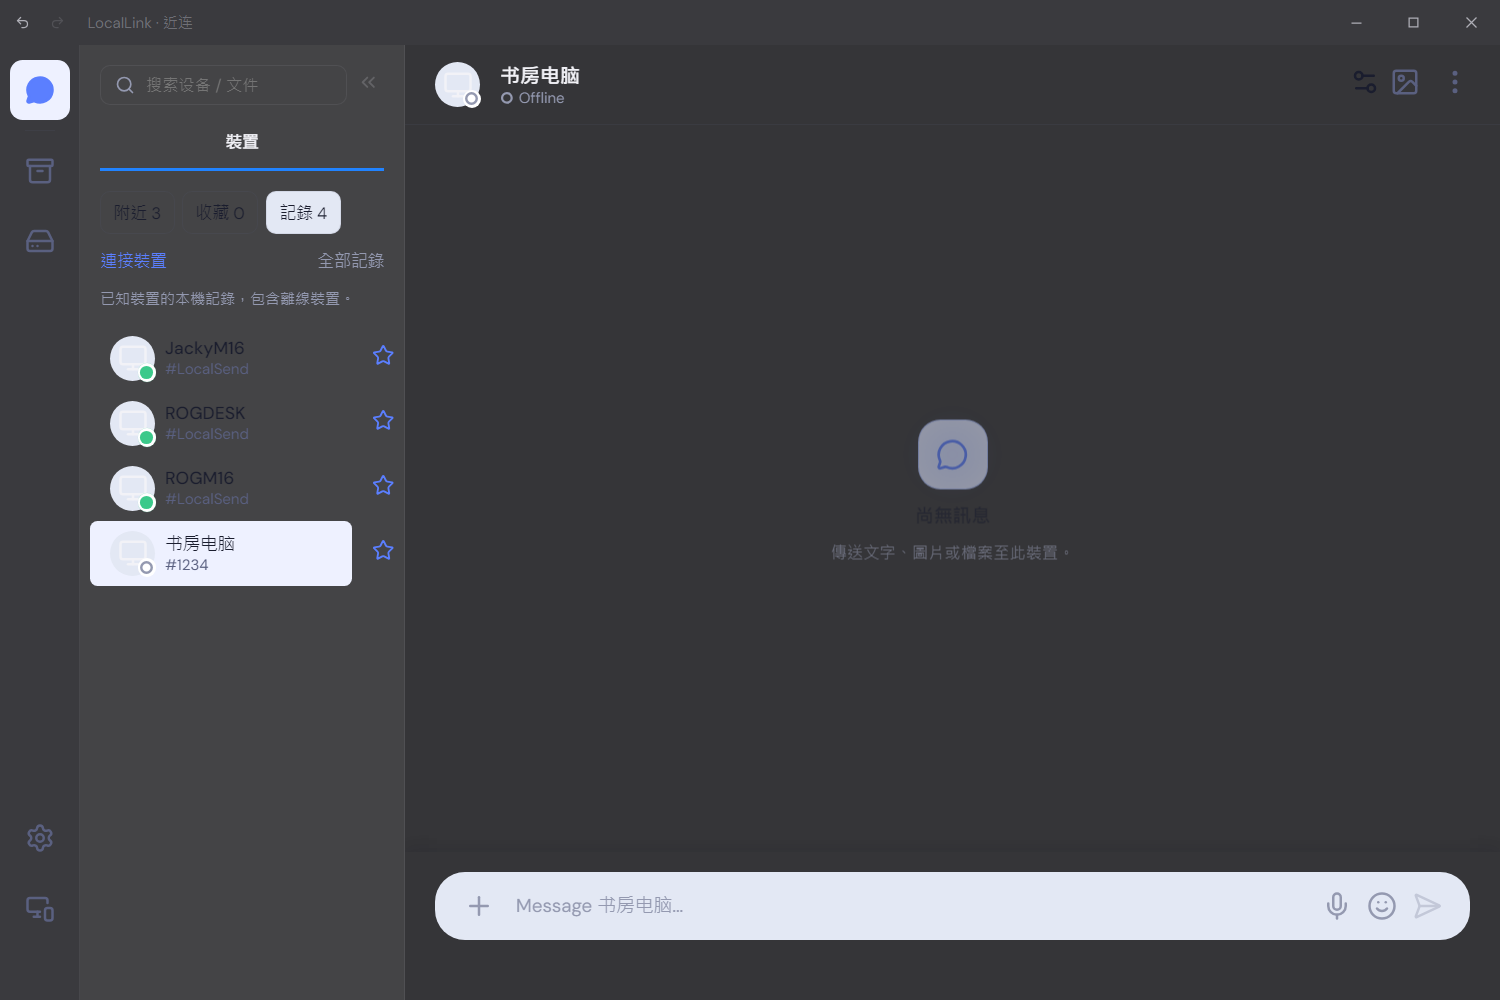 LocalLink · 近连
搜索设备 / 文件
裝置
附近 3
收藏 0
記錄 4
連接裝置
全部記錄
已知裝置的本機記錄，包含離線裝置。
JackyM16
#LocalSend
ROGDESK
#LocalSend
ROGM16
#LocalSend
书房电脑
#1234
书房电脑
Offline
尚無訊息
傳送文字、圖片或檔案至此裝置。
Message 书房电脑...